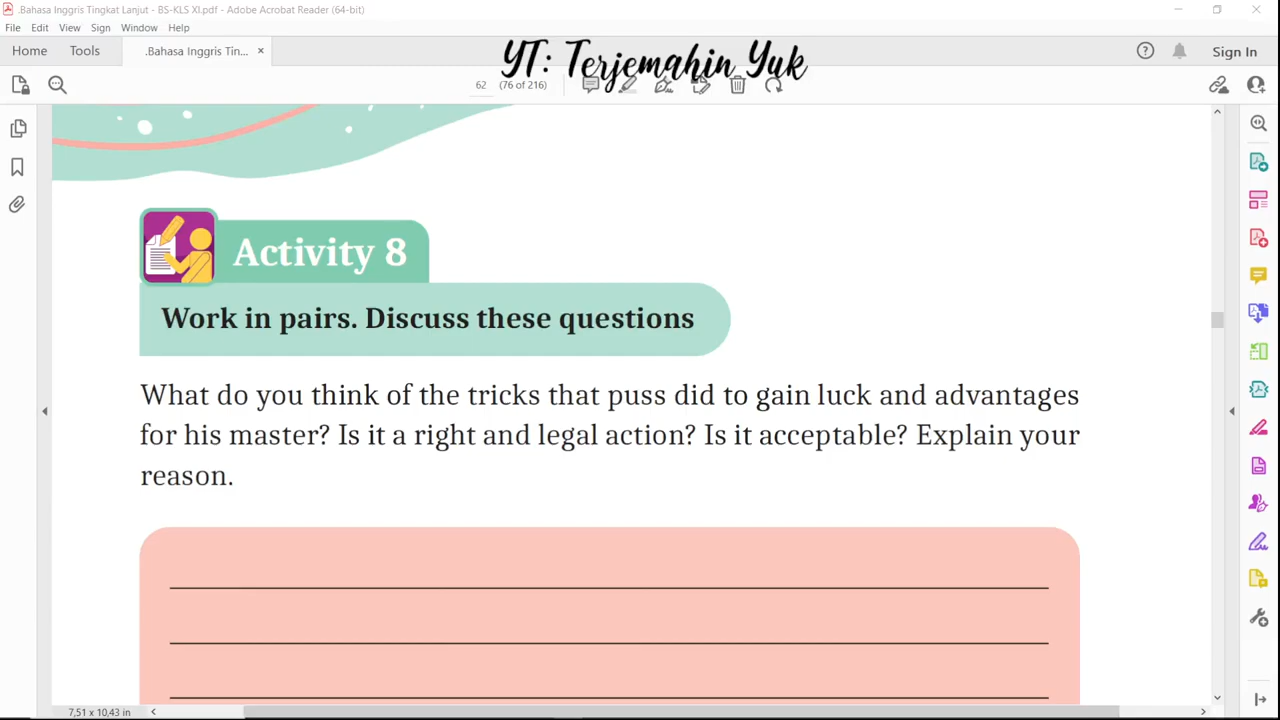 .Bahasa Inggris Tingkat Lanjut - BS-KLS XI.pdf - Adobe Acrobat Reader (64-bit)
File Edit View Sign Window Help
Home Tools .Bahasa Inggris Tin... × Sign In
YT: Terjemahin Yuk
62 (76 of 216)
Activity 8
Work in pairs. Discuss these questions
What do you think of the tricks that puss did to gain luck and advantages
for his master? Is it a right and legal action? Is it acceptable? Explain your
reason.
7,51 x 10,43 in